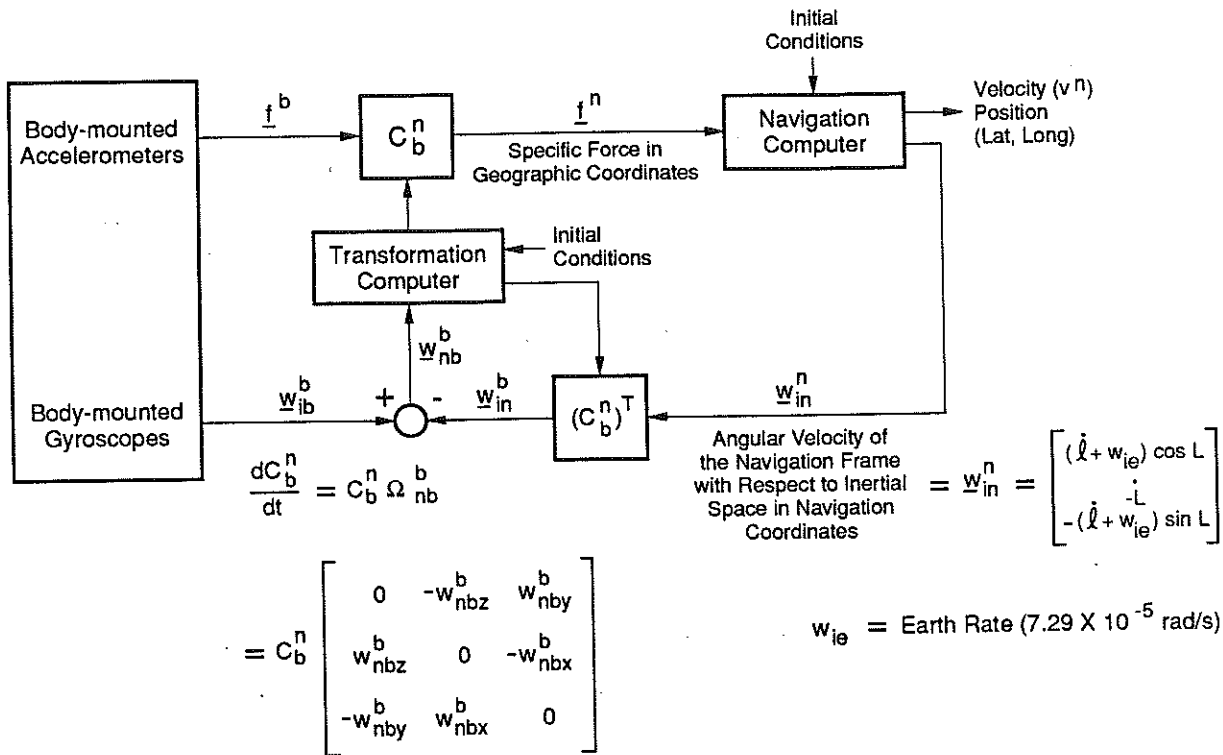 Initial
Conditions
Body-mounted
Accelerometers
f^b
C_b^n
f^n
Specific Force in
Geographic Coordinates
Navigation
Computer
Velocity (v^n)
Position
(Lat, Long)
Transformation
Computer
Initial
Conditions
w_nb^b
Body-mounted
Gyroscopes
w_ib^b
+
-
w_in^b
(C_b^n)^T
w_in^n
Angular Velocity of
the Navigation Frame
with Respect to Inertial
Space in Navigation
Coordinates
= w_in^n =
(l̇ + w_ie) cos L
-L̇
-(l̇ + w_ie) sin L
dC_b^n/dt = C_b^n Ω_nb^b
= C_b^n
0 -w_nbz^b w_nby^b
w_nbz^b 0 -w_nbx^b
-w_nby^b w_nbx^b 0
w_ie = Earth Rate (7.29 X 10^-5 rad/s)